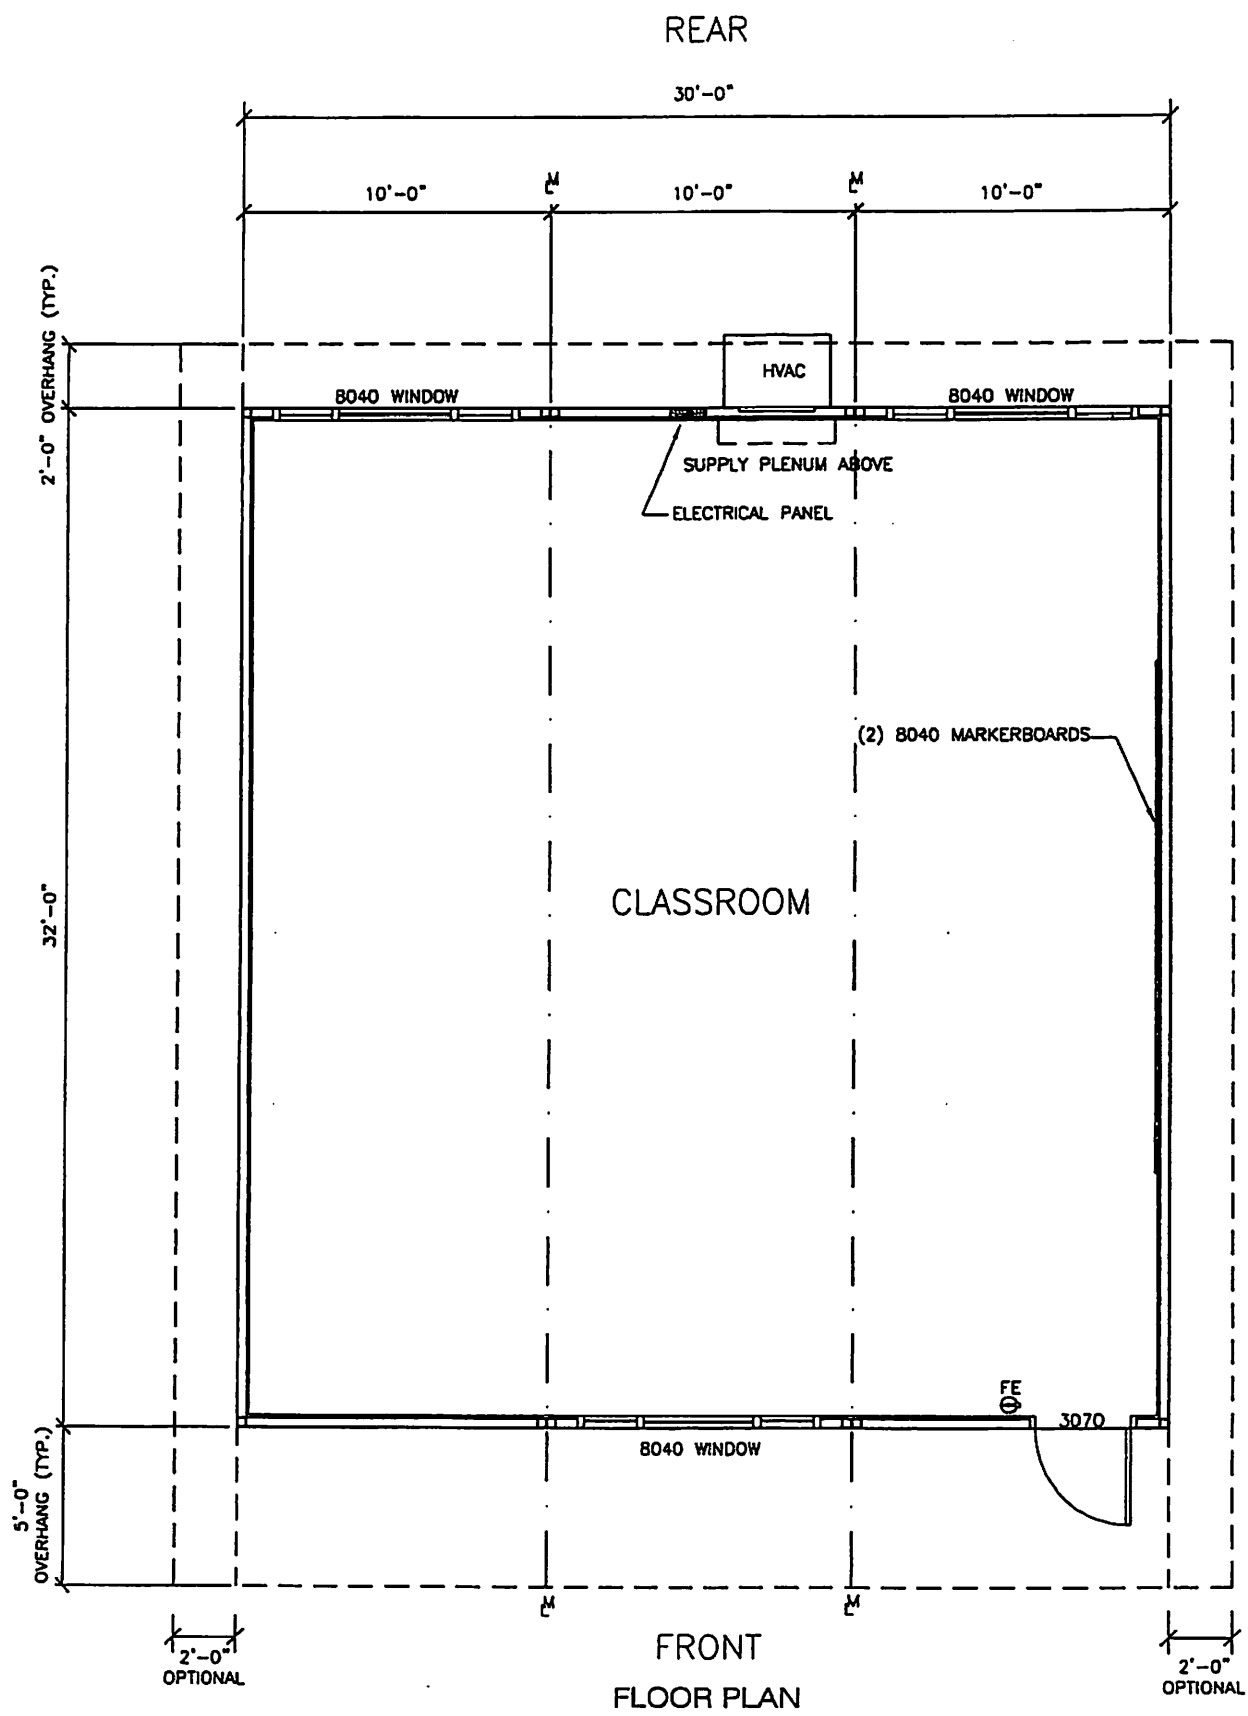 REAR
30'-0"
10'-0"
10'-0"
10'-0"
2'-0" OVERHANG (TYP.)
HVAC
8040 WINDOW
8040 WINDOW
SUPPLY PLENUM ABOVE
ELECTRICAL PANEL
(2) 8040 MARKERBOARDS
CLASSROOM
32'-0"
FE
3070
8040 WINDOW
5'-0"
OVERHANG (TYP.)
2'-0"
OPTIONAL
2'-0"
OPTIONAL
FRONT
FLOOR PLAN